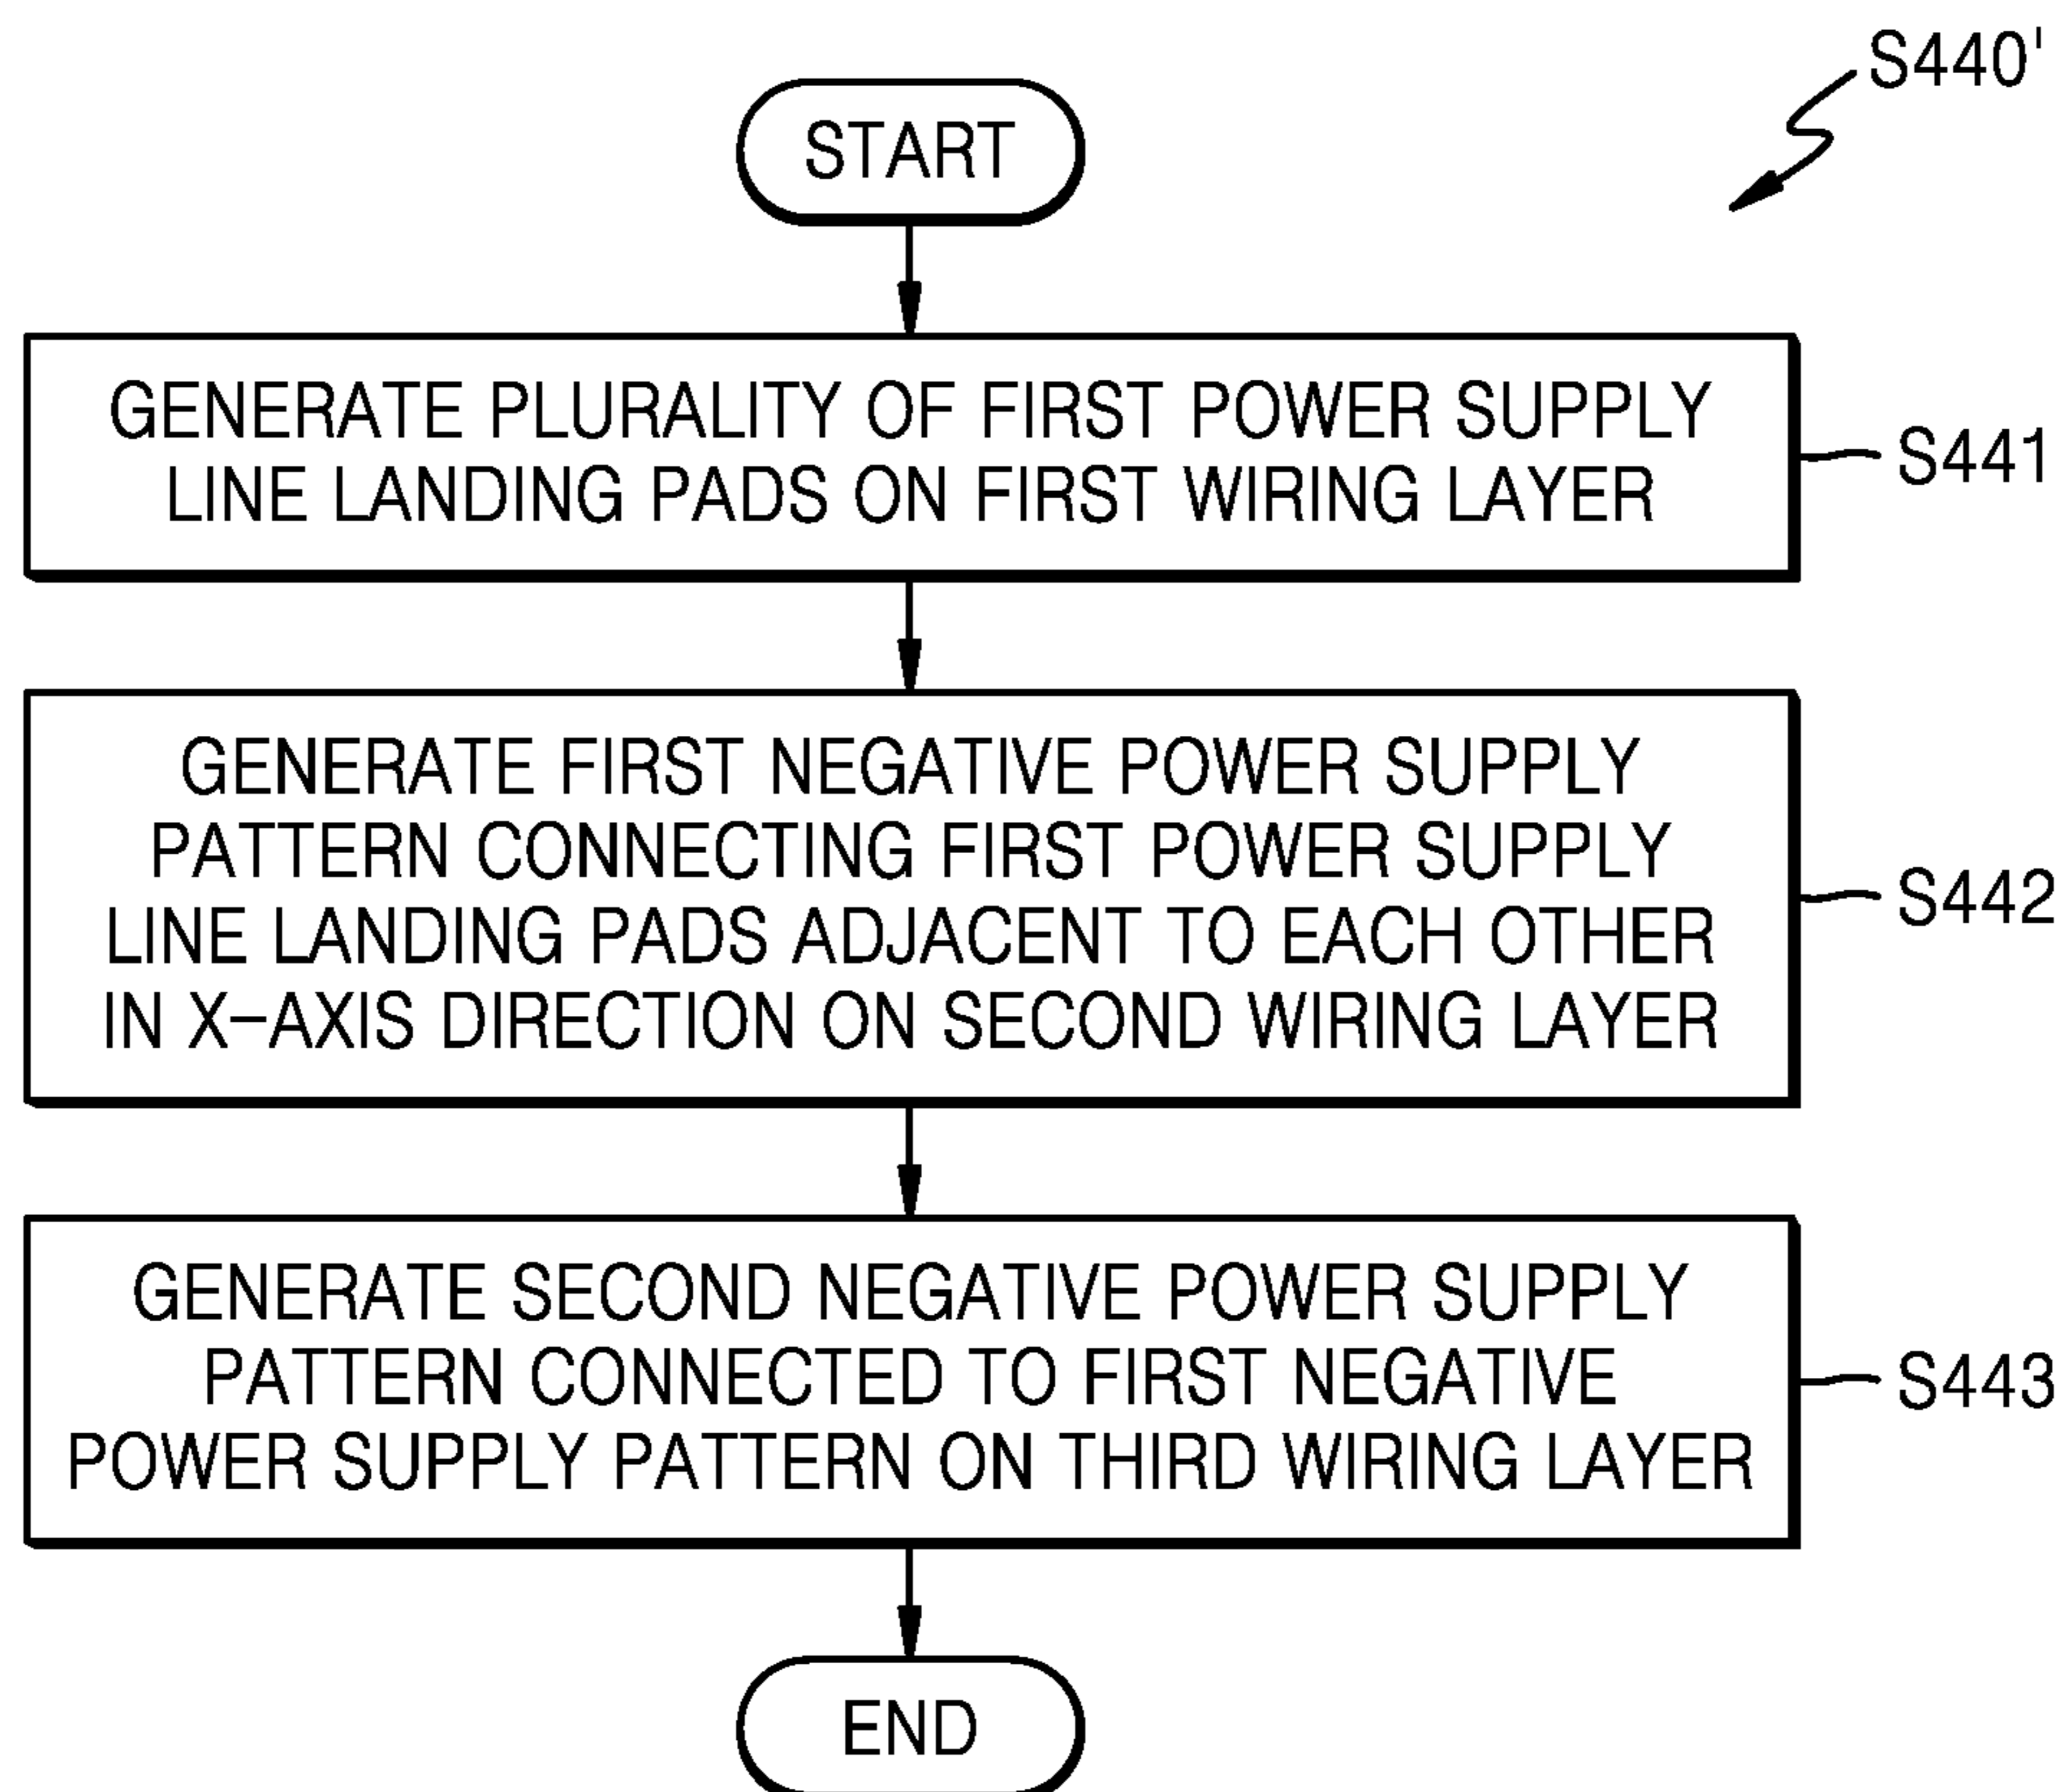 S440'
START
GENERATE PLURALITY OF FIRST POWER SUPPLY
LINE LANDING PADS ON FIRST WIRING LAYER
S441
GENERATE FIRST NEGATIVE POWER SUPPLY
PATTERN CONNECTING FIRST POWER SUPPLY
LINE LANDING PADS ADJACENT TO EACH OTHER
IN X-AXIS DIRECTION ON SECOND WIRING LAYER
S442
GENERATE SECOND NEGATIVE POWER SUPPLY
PATTERN CONNECTED TO FIRST NEGATIVE
POWER SUPPLY PATTERN ON THIRD WIRING LAYER
S443
END